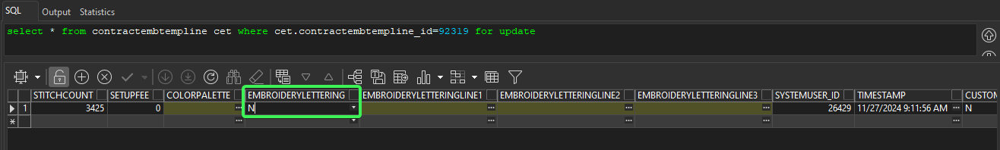 SQL Output Statistics
select * from contractembtempline cet where cet.contractembtempline_id=92319 for update
STITCHCOUNT SETUPFEE COLORPALETTE EMBROIDERYLETTERING EMBROIDERYLETTERINGLINE1 EMBROIDERYLETTERINGLINE2 EMBROIDERYLETTERINGLINE3 SYSTEMUSER_ID TIMESTAMP CUSTOM
1 3425 0 ... N ... ... ... 26429 11/27/2024 9:11:56 AM ... N
* ... ... ... ... ...